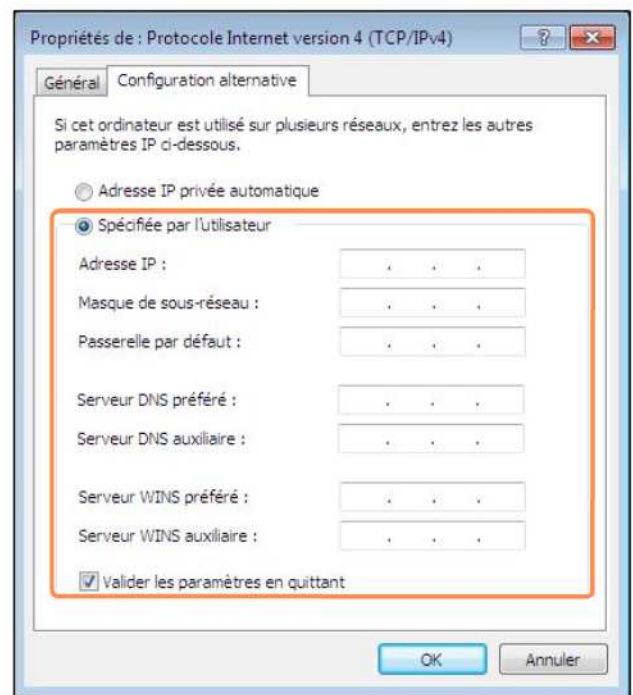 Propriétés de : Protocole Internet version 4 (TCP/IPv4)
Général
Configuration alternative
Si cet ordinateur est utilisé sur plusieurs réseaux, entrez les autres
paramètres IP ci-dessous.
Adresse IP privée automatique
Spécifiée par l'utilisateur
Adresse IP :
Masque de sous-réseau :
Passerelle par défaut :
Serveur DNS préféré :
Serveur DNS auxiliaire :
Serveur WINS préféré :
Serveur WINS auxiliaire :
Valider les paramètres en quittant
OK
Annuler